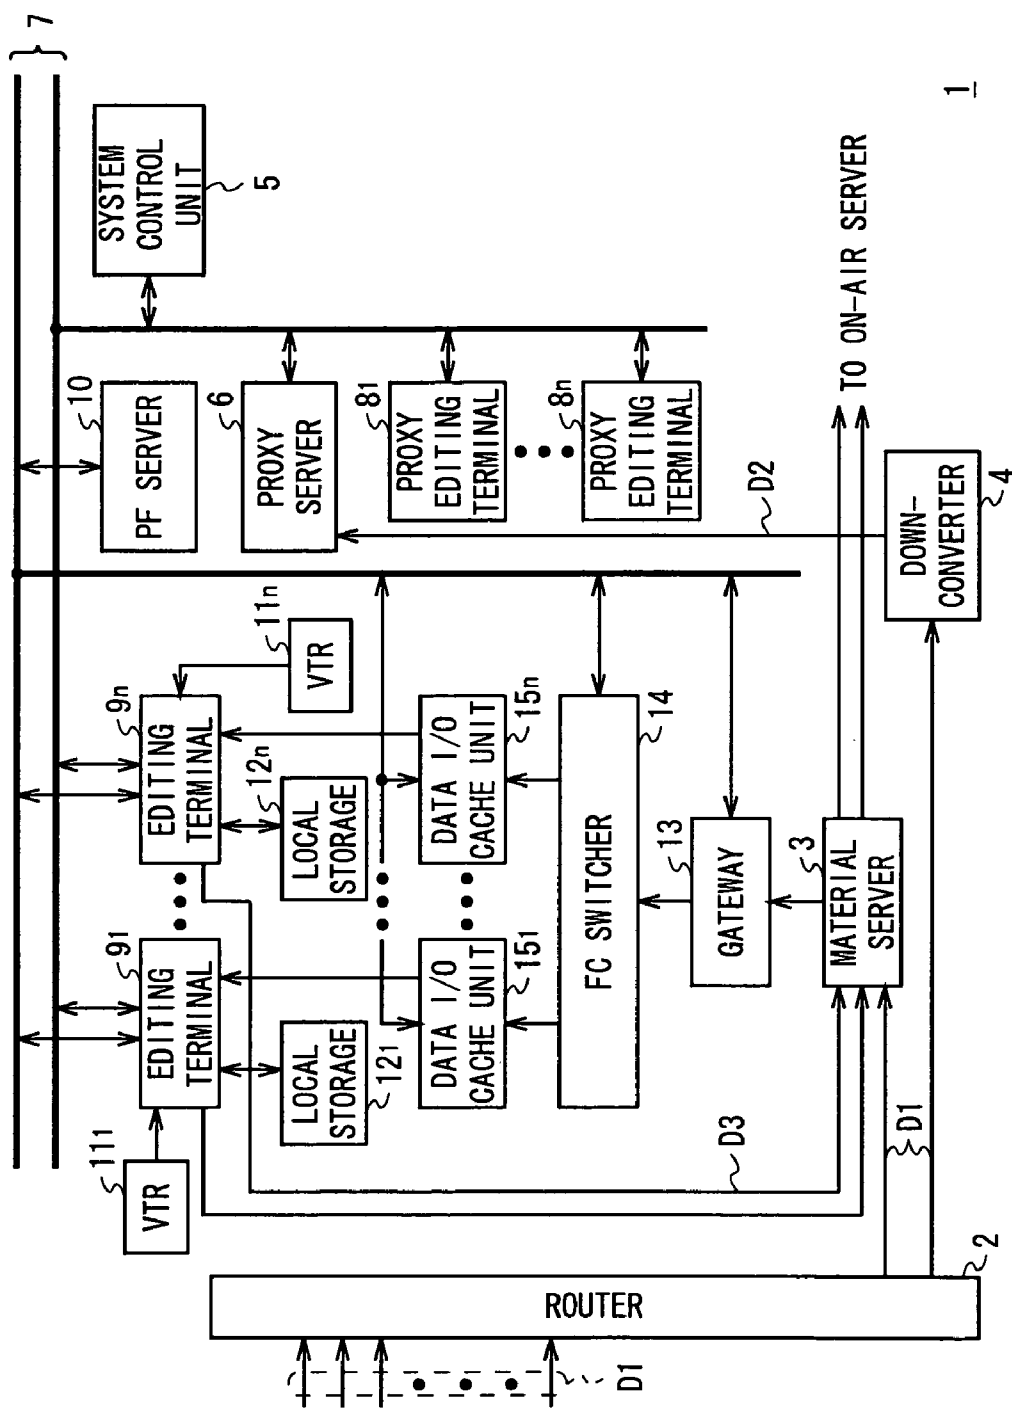 7
SYSTEM
CONTROL
UNIT
5
1
10
PF SERVER
6
PROXY
SERVER
81
PROXY
EDITING
TERMINAL
8n
PROXY
EDITING
TERMINAL
TO ON-AIR SERVER
D2
DOWN-
CONVERTER
4
11n
VTR
9n
EDITING
TERMINAL
12n
LOCAL
STORAGE
15n
DATA I/O
CACHE UNIT
14
FC SWITCHER
13
GATEWAY
3
MATERIAL
SERVER
91
EDITING
TERMINAL
LOCAL
STORAGE
121
151
DATA I/O
CACHE UNIT
111
VTR
D3
D1
2
ROUTER
D1